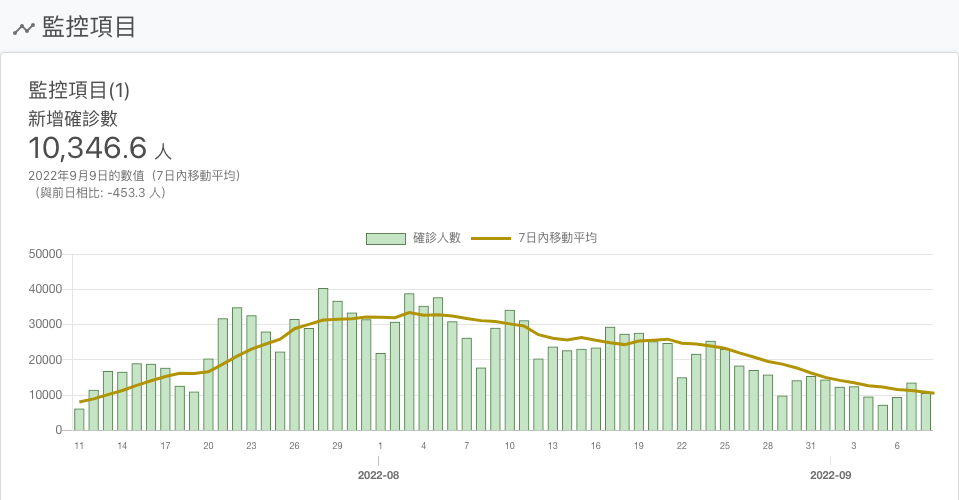 監控項目
監控項目(1)
新增確診數
10,346.6 人
2022年9月9日的數值（7日內移動平均）
（與前日相比: -453.3 人）
確診人數 7日內移動平均
50000
40000
30000
20000
10000
0
11 14 17 20 23 26 29 1 4 7 10 13 16 19 22 25 28 31 3 6
2022-08 2022-09